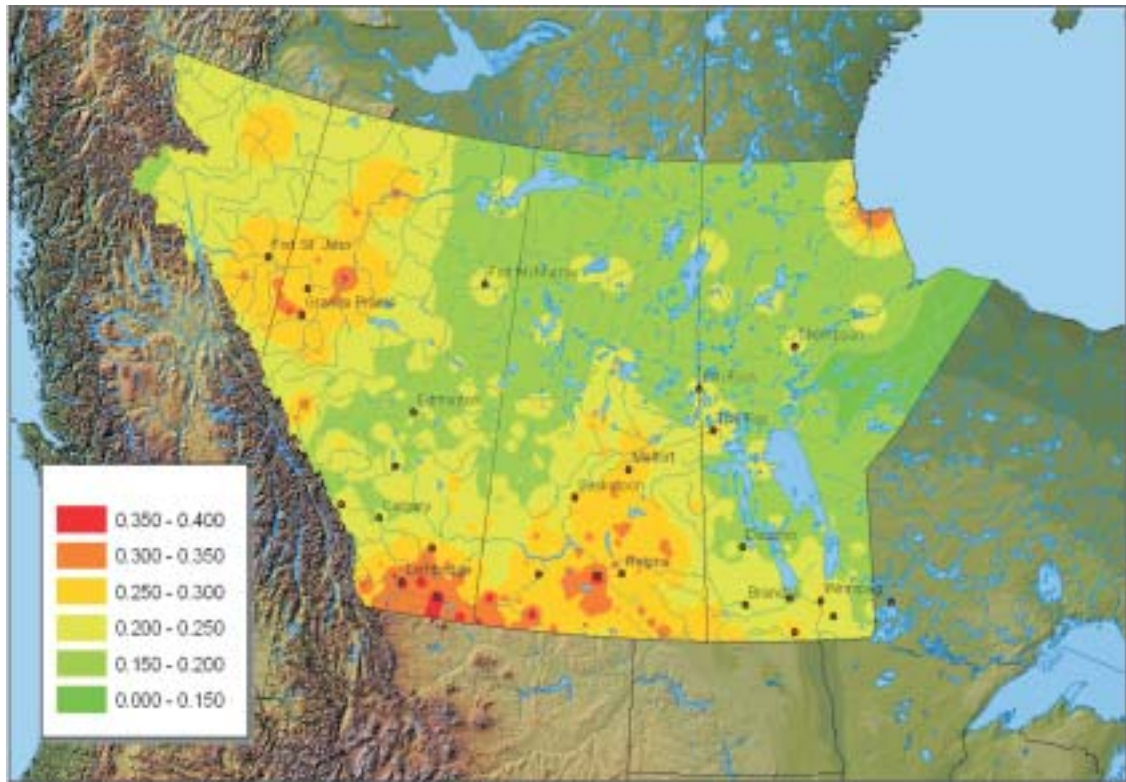 Fort St. John
Grande Prairie
Fort McMurray
Thompson
Flin Flon
The Pas
Edmonton
Melfort
Saskatoon
Calgary
Dauphin
Lethbridge
Regina
Brandon
Winnipeg
0.350 - 0.400
0.300 - 0.350
0.250 - 0.300
0.200 - 0.250
0.150 - 0.200
0.000 - 0.150